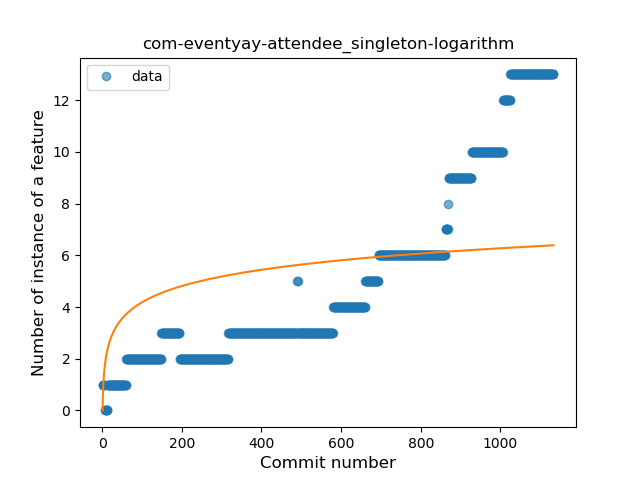 com-eventyay-attendee_singleton-logarithm
data
Number of instance of a feature
12
10
8
6
4
2
0
0 200 400 600 800 1000
Commit number